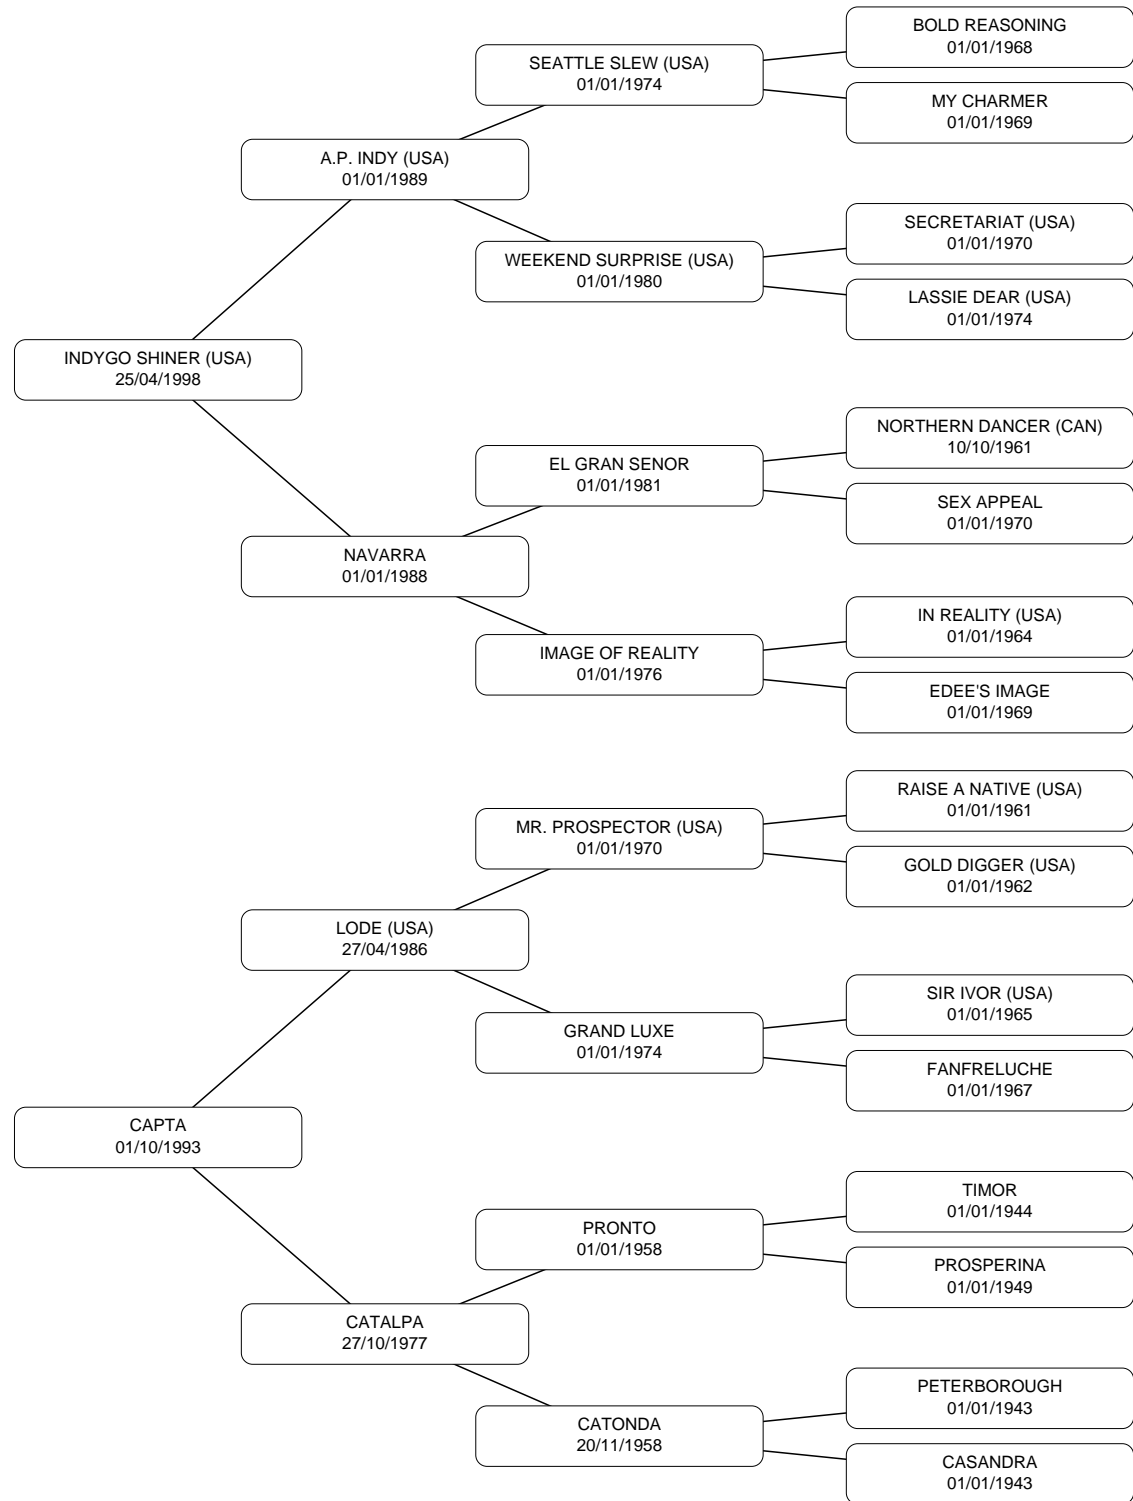 BOLD REASONING
01/01/1968
SEATTLE SLEW (USA)
01/01/1974
MY CHARMER
01/01/1969
A.P. INDY (USA)
01/01/1989
SECRETARIAT (USA)
01/01/1970
WEEKEND SURPRISE (USA)
01/01/1980
LASSIE DEAR (USA)
01/01/1974
INDYGO SHINER (USA)
25/04/1998
NORTHERN DANCER (CAN)
10/10/1961
EL GRAN SENOR
01/01/1981
SEX APPEAL
01/01/1970
NAVARRA
01/01/1988
IN REALITY (USA)
01/01/1964
IMAGE OF REALITY
01/01/1976
EDEE'S IMAGE
01/01/1969
RAISE A NATIVE (USA)
01/01/1961
MR. PROSPECTOR (USA)
01/01/1970
GOLD DIGGER (USA)
01/01/1962
LODE (USA)
27/04/1986
SIR IVOR (USA)
01/01/1965
GRAND LUXE
01/01/1974
FANFRELUCHE
01/01/1967
CAPTA
01/10/1993
TIMOR
01/01/1944
PRONTO
01/01/1958
PROSPERINA
01/01/1949
CATALPA
27/10/1977
PETERBOROUGH
01/01/1943
CATONDA
20/11/1958
CASANDRA
01/01/1943